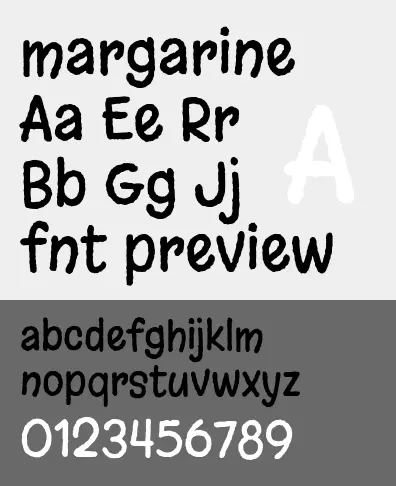 margarine
Aa Ee Rr
Bb Gg Jj
A
fnt preview
abcdefghijklm
nopqrstuvwxyz
0123456789